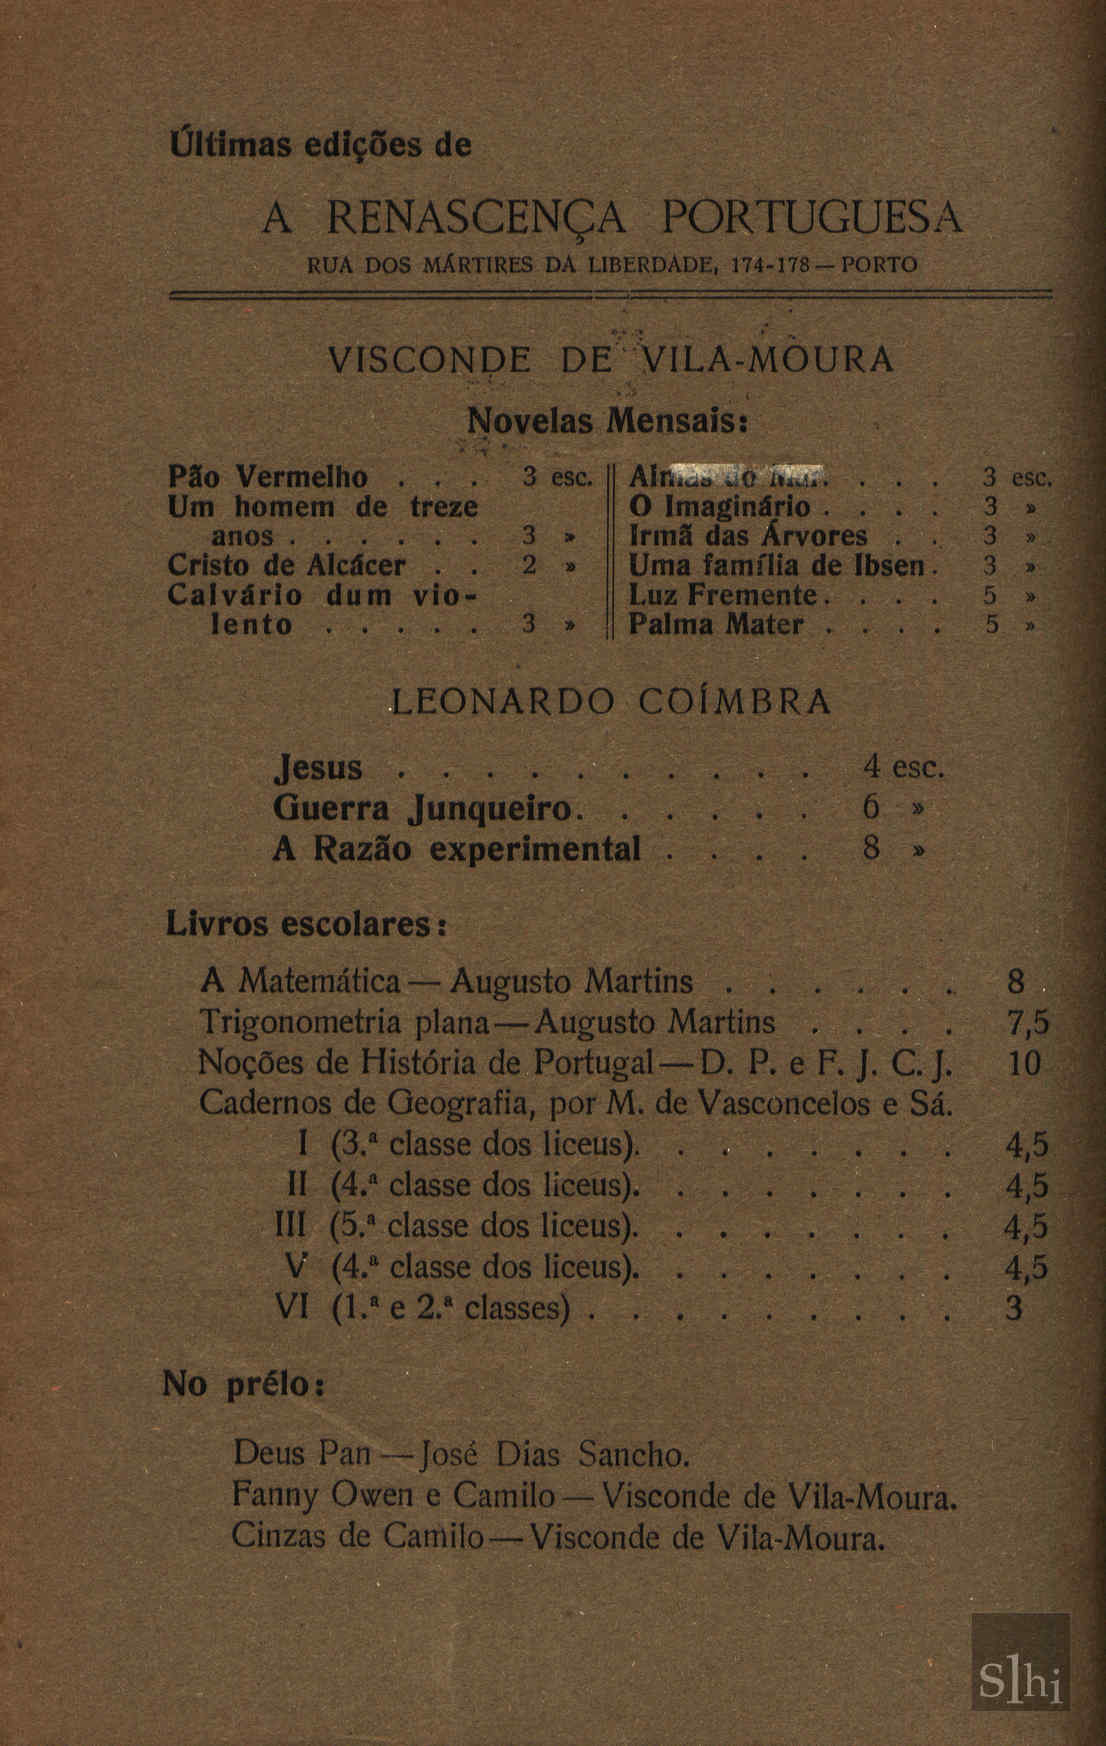 Últimas edições de
A RENASCENÇA PORTUGUESA
RUA DOS MÁRTIRES DA LIBERDADE, 174-178 — PORTO
VISCONDE DE VILA-MOURA
Novelas Mensais:
Pão Vermelho . . . 3 esc.
Um homem de treze
anos . . . . . . 3 »
Cristo de Alcácer . . 2 »
Calvário dum vio-
lento . . . . . 3 »
Almas do Mar. . . . . 3 esc.
O Imaginário . . . . 3 »
Irmã das Árvores . . 3 »
Uma família de Ibsen . 3 »
Luz Fremente . . . . 5 »
Palma Mater . . . . 5 »
LEONARDO COÍMBRA
Jesus . . . . . . . . . . 4 esc.
Guerra Junqueiro. . . . . . 6 »
A Razão experimental . . . . 8 »
Livros escolares:
A Matemática — Augusto Martins . . . . . . 8
Trigonometria plana — Augusto Martins . . . . 7,5
Noções de História de Portugal — D. P. e F. J. C. J. 10
Cadernos de Geografia, por M. de Vasconcelos e Sá.
I (3.ª classe dos liceus). . . . . . . . 4,5
II (4.ª classe dos liceus). . . . . . . . 4,5
III (5.ª classe dos liceus). . . . . . . . 4,5
V (4.ª classe dos liceus). . . . . . . . 4,5
VI (1.ª e 2.ª classes) . . . . . . . . . 3
No prélo:
Deus Pan — José Dias Sancho.
Fanny Owen e Camilo — Visconde de Vila-Moura.
Cinzas de Camilo — Visconde de Vila-Moura.
Slhi